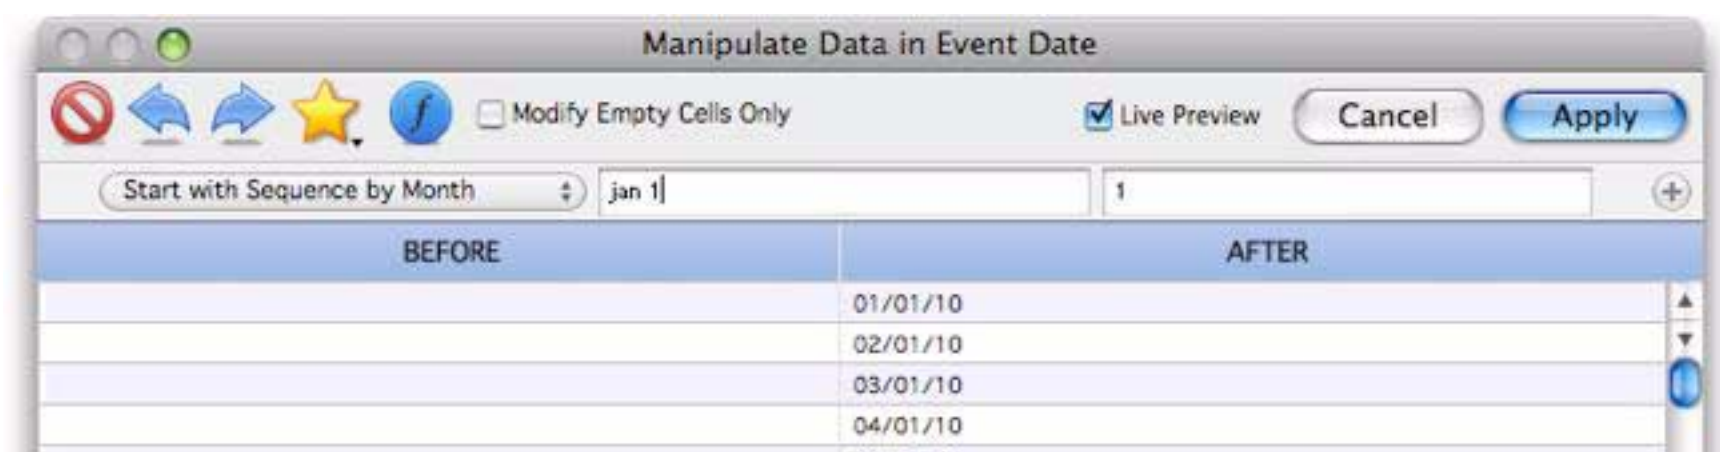 Manipulate Data in Event Date
f Modify Empty Cells Only Live Preview Cancel Apply
Start with Sequence by Month jan 1 1
BEFORE AFTER
01/01/10
02/01/10
03/01/10
04/01/10